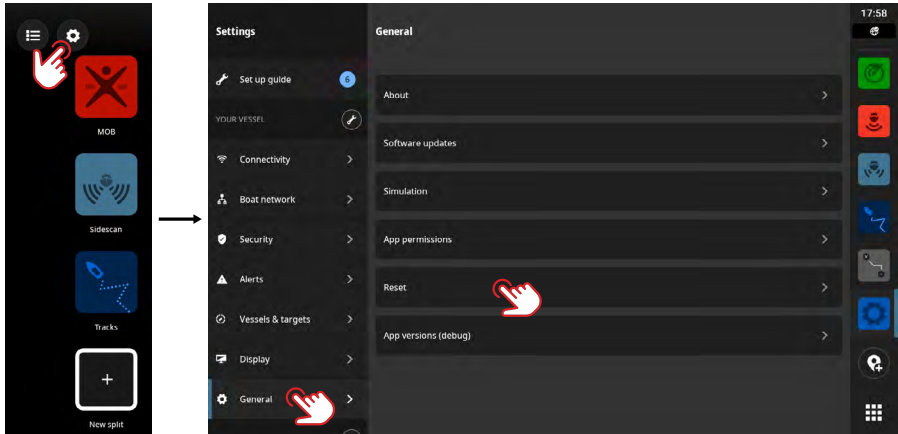 MOB
Sidescan
Tracks
New split
Settings
Set up guide
6
YOUR VESSEL
Connectivity
Boat network
Security
Alerts
Vessels & targets
Display
General
General
About
Software updates
Simulation
App permissions
Reset
App versions (debug)
17:58